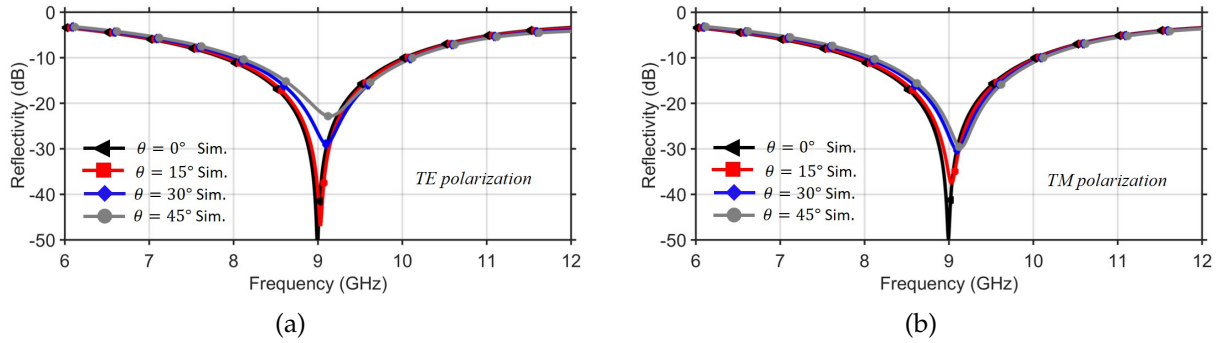 0
-10
-20
-30
-40
-50
Reflectivity (dB)
θ = 0° Sim.
θ = 15° Sim.
θ = 30° Sim.
θ = 45° Sim.
TE polarization
6 7 8 9 10 11 12
Frequency (GHz)
(a)
0
-10
-20
-30
-40
-50
Reflectivity (dB)
θ = 0° Sim.
θ = 15° Sim.
θ = 30° Sim.
θ = 45° Sim.
TM polarization
6 7 8 9 10 11 12
Frequency (GHz)
(b)